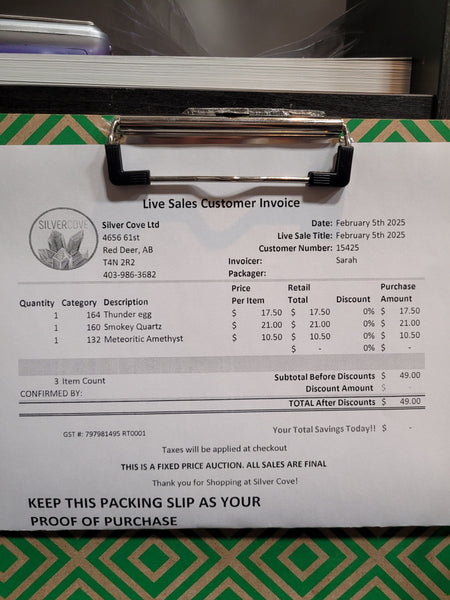 Live Sales Customer Invoice
SILVERCOVE
Silver Cove Ltd
4656 61st
Red Deer, AB
T4N 2R2
403-986-3682
Date: February 5th 2025
Live Sale Title: February 5th 2025
Customer Number: 15425
Invoicer: Sarah
Packager:
Quantity Category Description Price Per Item Retail Total Discount Purchase Amount
1 164 Thunder egg $ 17.50 $ 17.50 0% $ 17.50
1 160 Smokey Quartz $ 21.00 $ 21.00 0% $ 21.00
1 132 Meteoritic Amethyst $ 10.50 $ 10.50 0% $ 10.50
$ - 0% $ -
3 Item Count Subtotal Before Discounts $ 49.00
Discount Amount $ -
CONFIRMED BY:
TOTAL After Discounts $ 49.00
GST #: 797981495 RT0001 Your Total Savings Today!! $ -
Taxes will be applied at checkout
THIS IS A FIXED PRICE AUCTION. ALL SALES ARE FINAL
Thank you for Shopping at Silver Cove!
KEEP THIS PACKING SLIP AS YOUR
PROOF OF PURCHASE